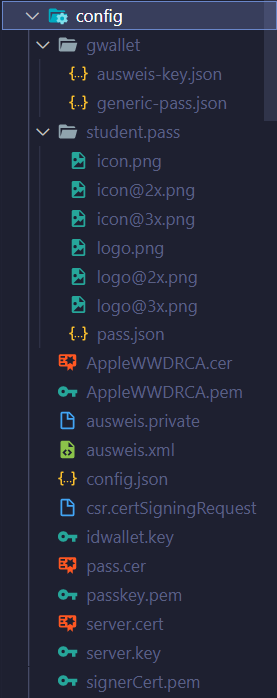 config
gwallet
ausweis-key.json
generic-pass.json
student.pass
icon.png
icon@2x.png
icon@3x.png
logo.png
logo@2x.png
logo@3x.png
pass.json
AppleWWDRCA.cer
AppleWWDRCA.pem
ausweis.private
ausweis.xml
config.json
csr.certSigningRequest
idwallet.key
pass.cer
passkey.pem
server.cert
server.key
signerCert.pem